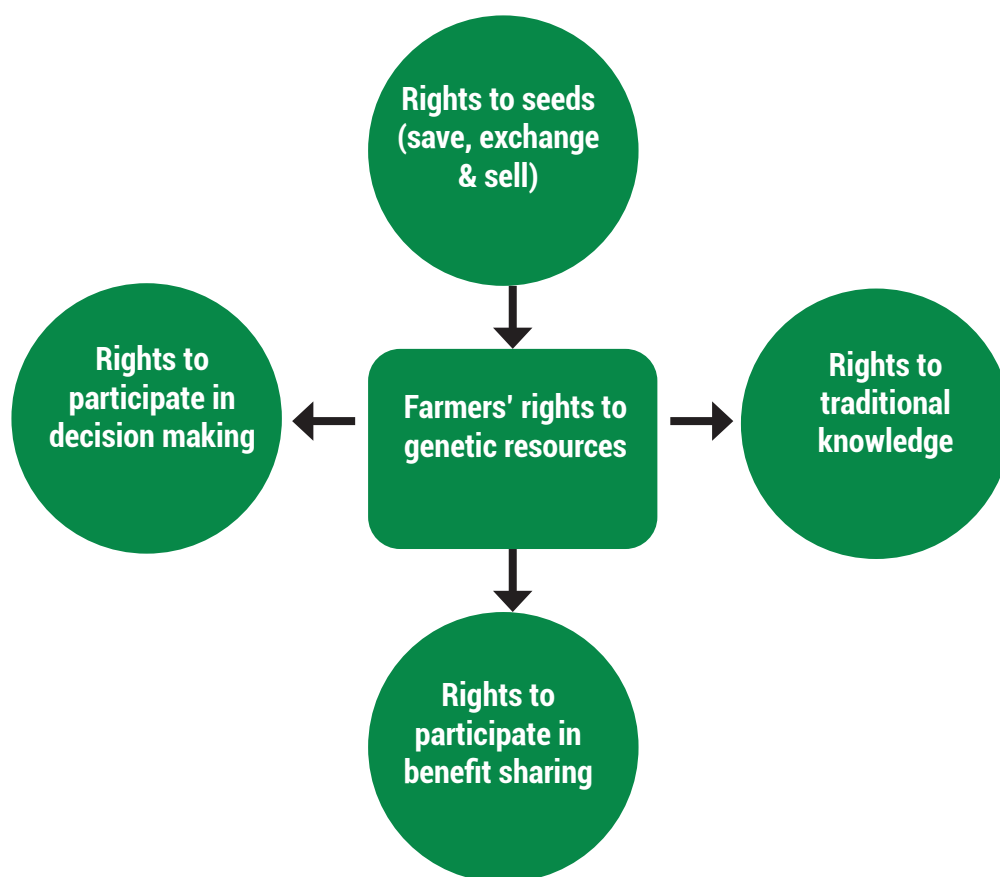 Rights to seeds
(save, exchange
& sell)
Rights to
participate in
decision making
Farmers’ rights to
genetic resources
Rights to
traditional
knowledge
Rights to
participate in
benefit sharing